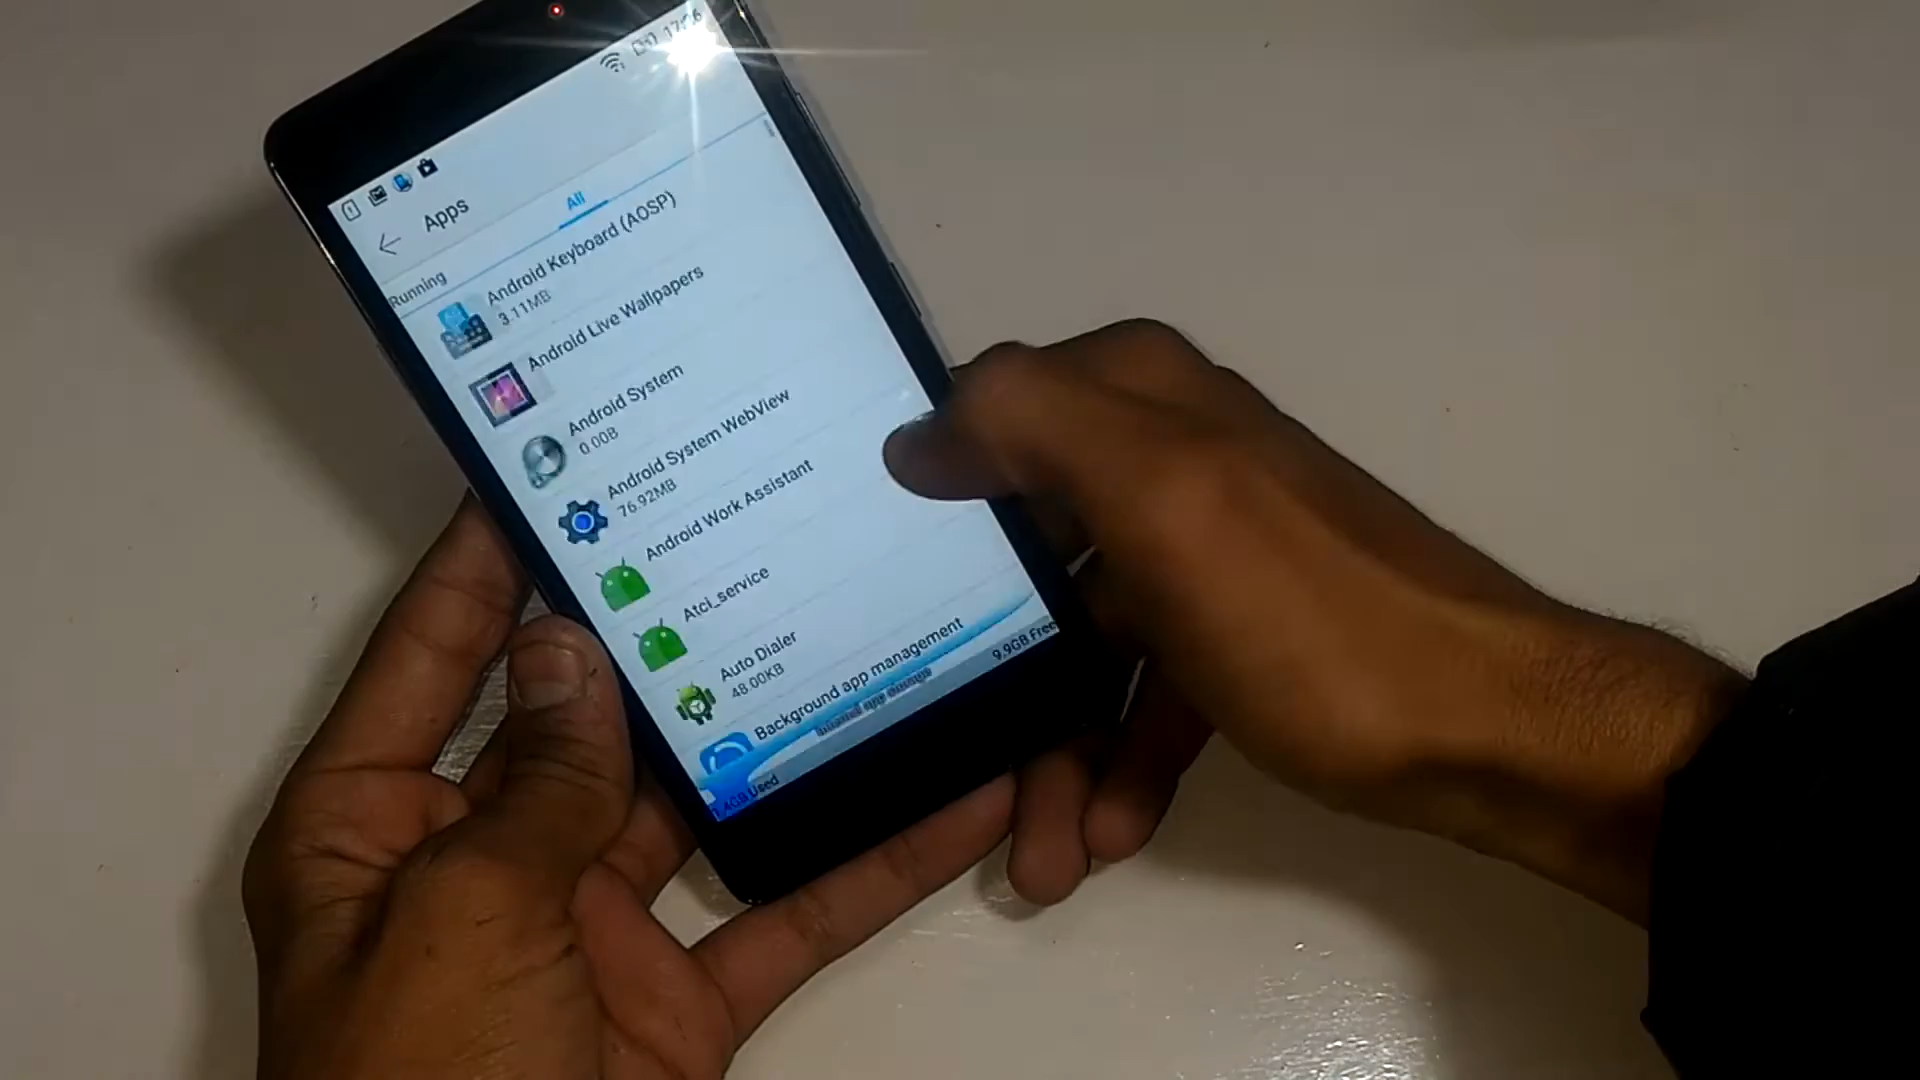 Apps
Running
All
Android Keyboard (AOSP)
3.11MB
Android Live Wallpapers
Android System
0.00B
Android System WebView
76.92MB
Android Work Assistant
Atci_service
Auto Dialer
48.00KB
Background app management
Used
9.9GB Free